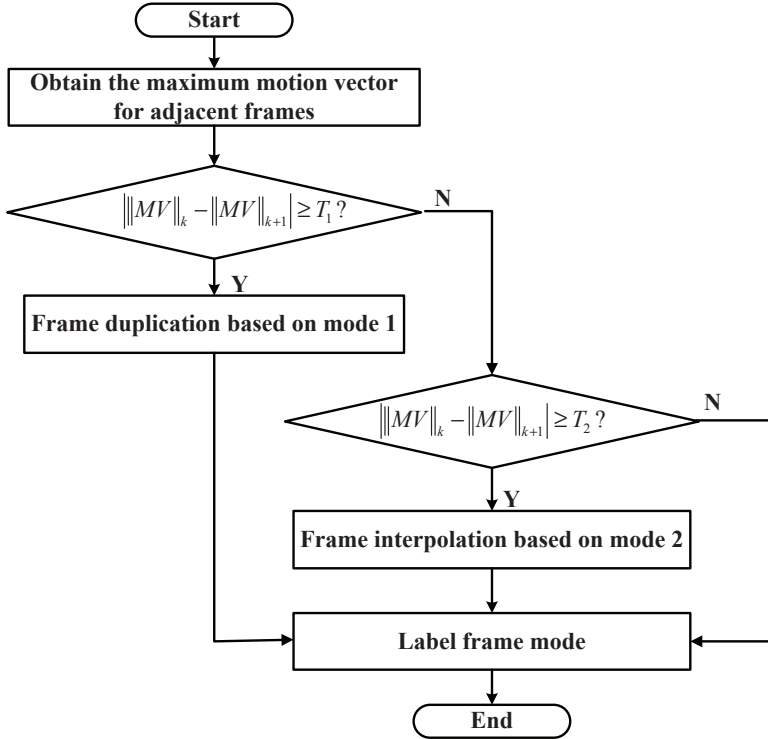 Start
Obtain the maximum motion vector
for adjacent frames
|‖MV‖ₖ − ‖MV‖ₖ₊₁| ≥ T₁ ?
N
Y
Frame duplication based on mode 1
|‖MV‖ₖ − ‖MV‖ₖ₊₁| ≥ T₂ ?
N
Y
Frame interpolation based on mode 2
Label frame mode
End